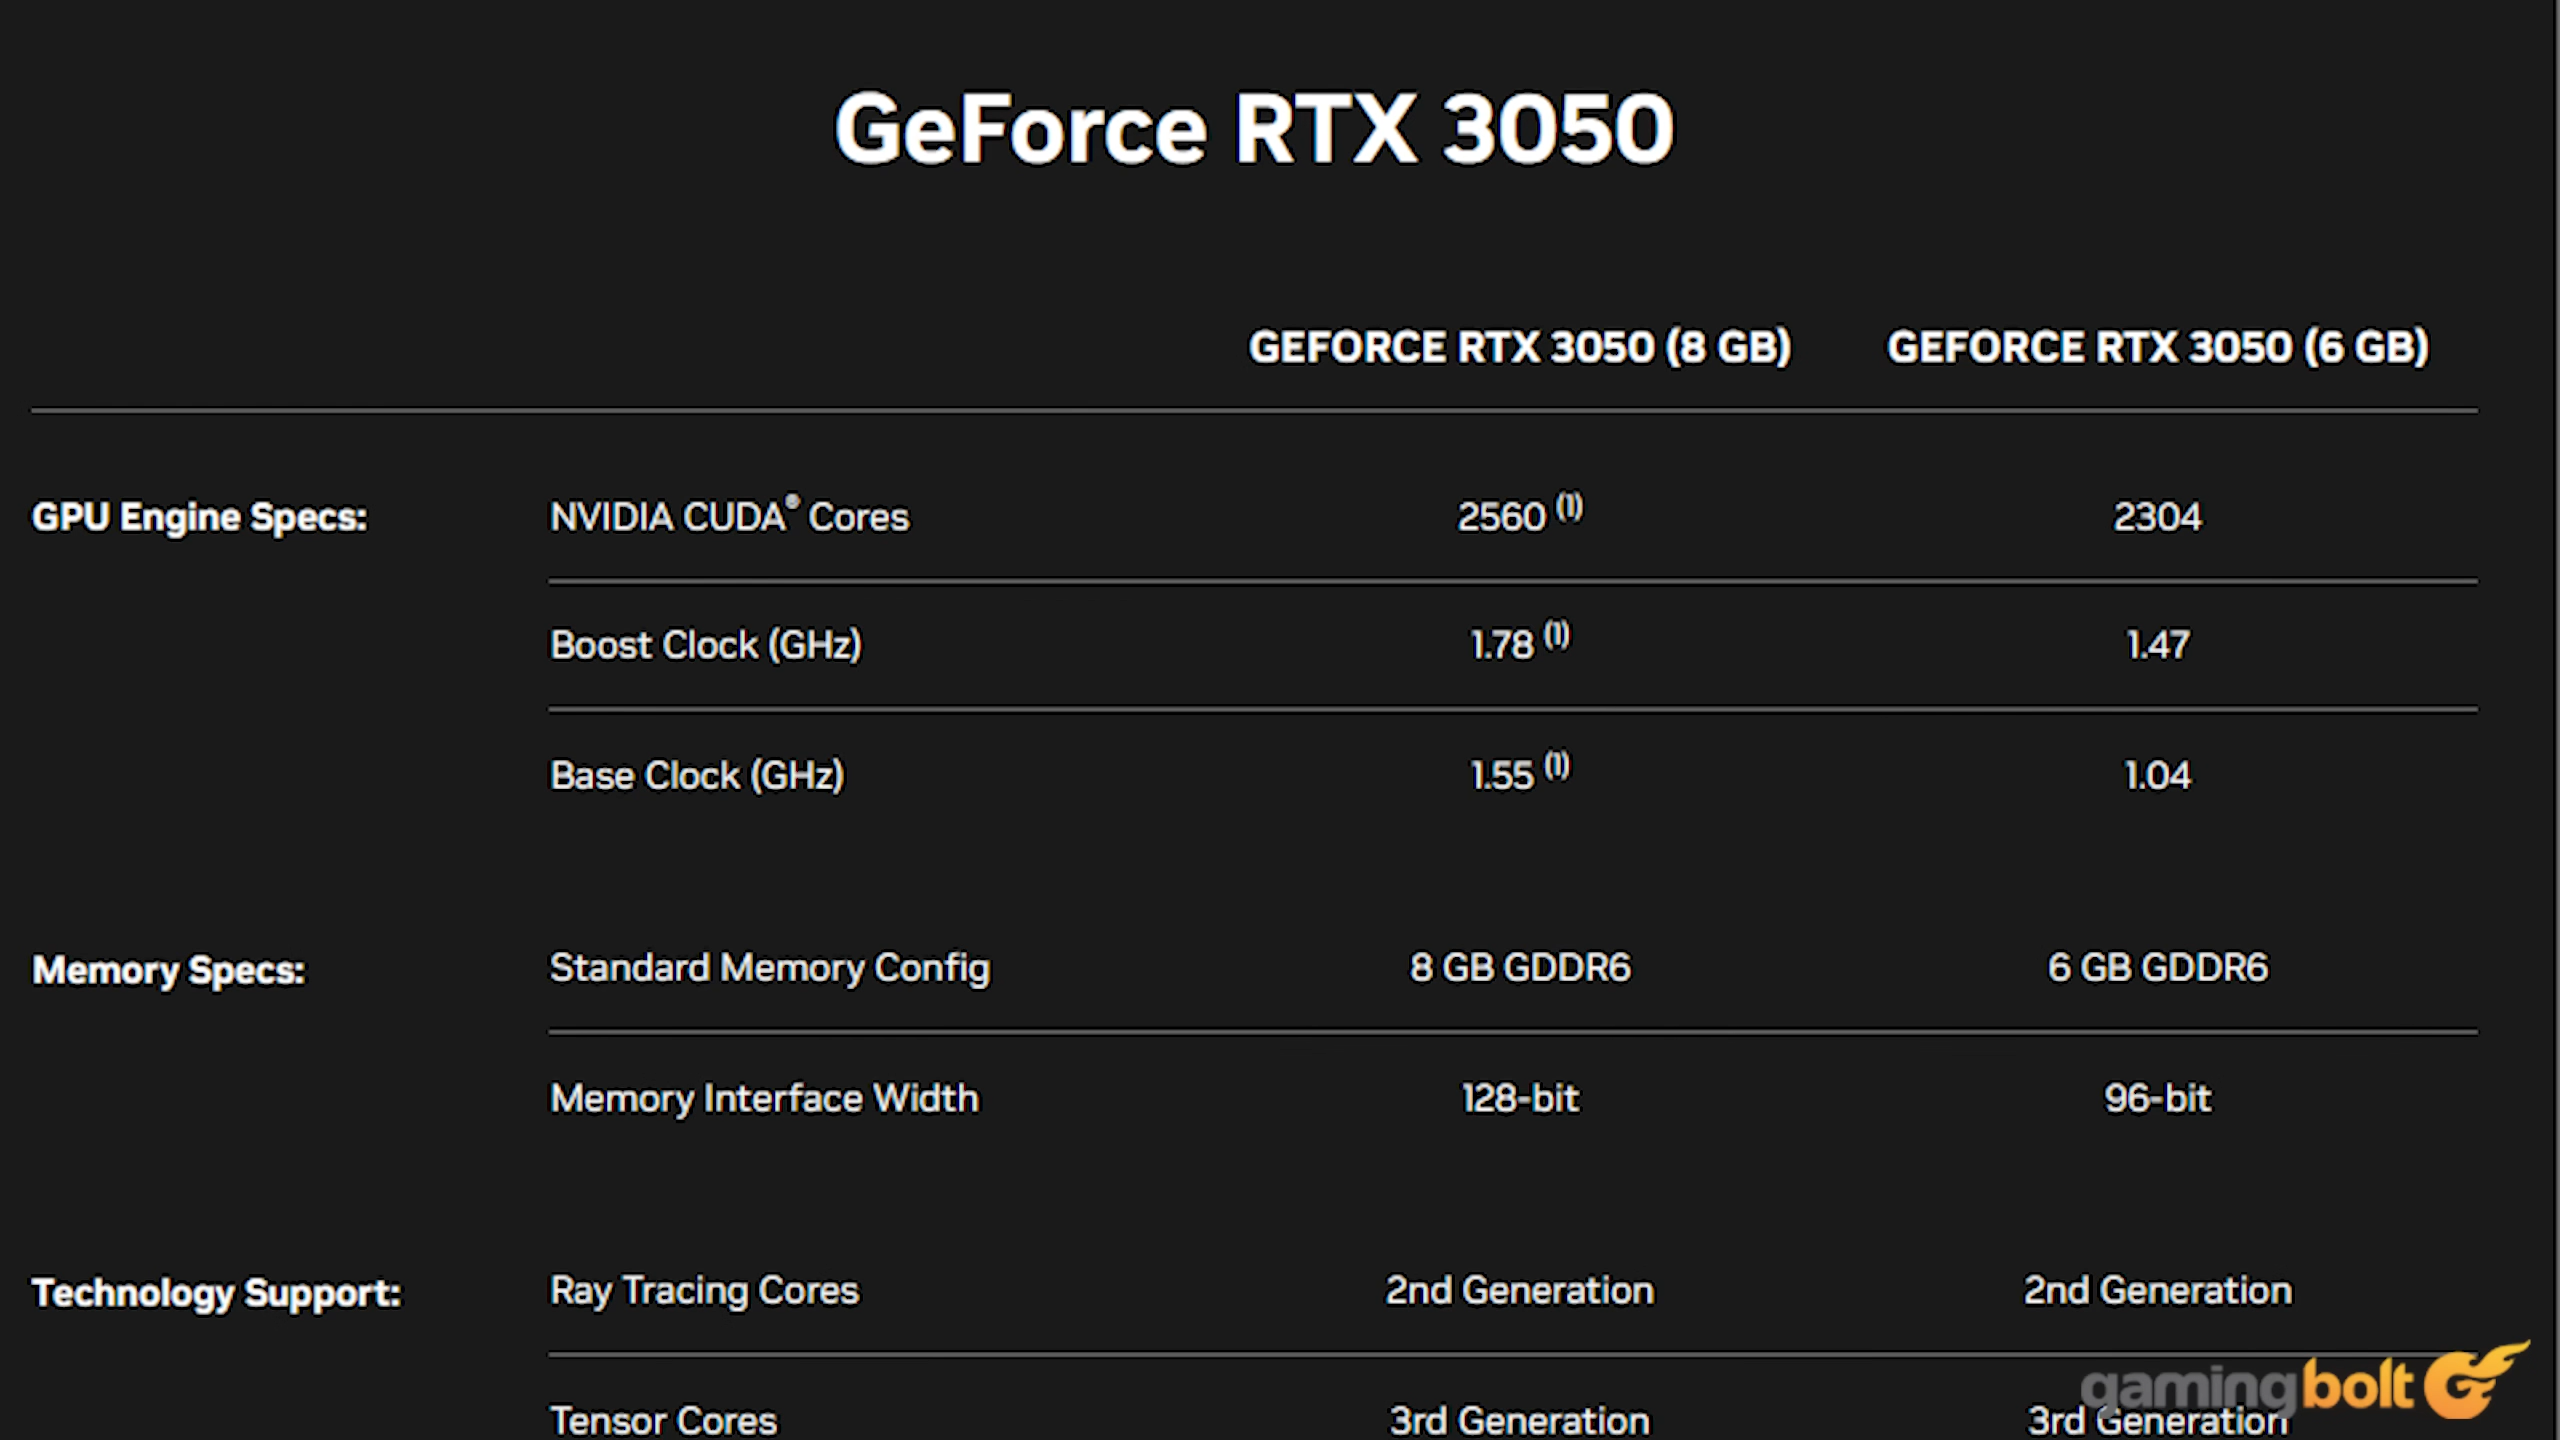 GeForce RTX 3050
GEFORCE RTX 3050 (8 GB) GEFORCE RTX 3050 (6 GB)
GPU Engine Specs: NVIDIA CUDA® Cores 2560 (1) 2304
Boost Clock (GHz) 1.78 (1) 1.47
Base Clock (GHz) 1.55 (1) 1.04
Memory Specs: Standard Memory Config 8 GB GDDR6 6 GB GDDR6
Memory Interface Width 128-bit 96-bit
Technology Support: Ray Tracing Cores 2nd Generation 2nd Generation
Tensor Cores 3rd Generation 3rd Generation
gamingbolt